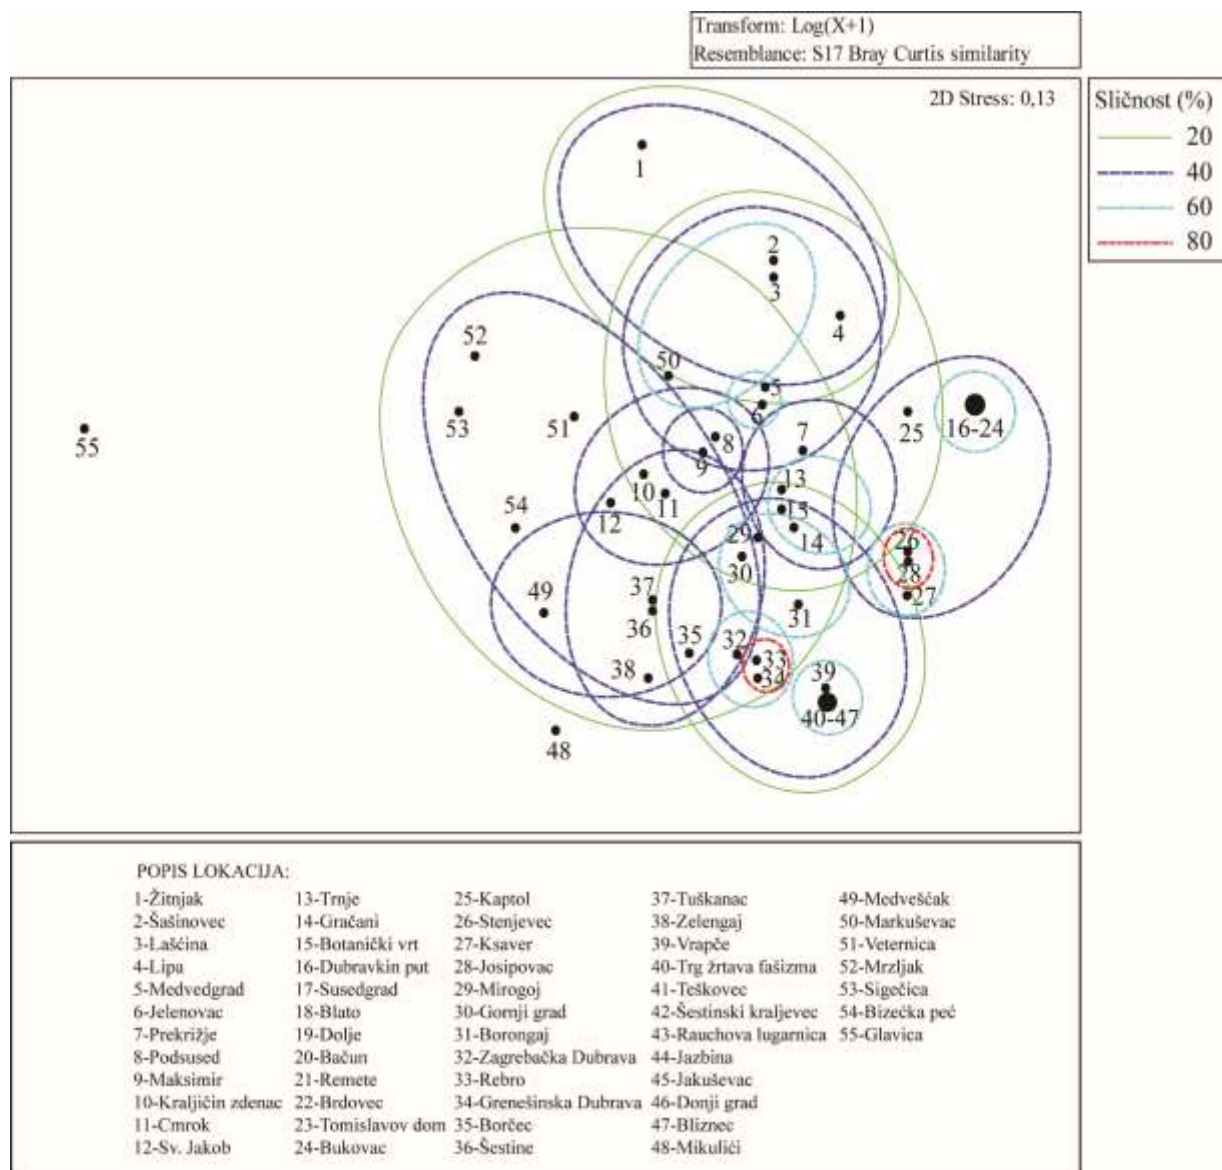 Transform: Log(X+1)
Resemblance: S17 Bray Curtis similarity
2D Stress: 0,13
Sličnost (%)
20
40
60
80
1
2
3
4
52
50
5
6
53
51
25
16-24
55
8
7
9
10
13
11
12
15
54
14
29
26
30
28
37
27
49
36
31
35
32
33
38
34
39
40-47
48
POPIS LOKACIJA:
1-Žitnjak 13-Trnje 25-Kaptol 37-Tuškanac 49-Medveščak
2-Šašinovec 14-Gračani 26-Stenjevec 38-Zelengaj 50-Markuševac
3-Lašćina 15-Botanički vrt 27-Ksaver 39-Vrapče 51-Veternica
4-Lipa 16-Dubravkin put 28-Josipovac 40-Trg žrtava fašizma 52-Mrzljak
5-Medvedgrad 17-Susedgrad 29-Mirogoj 41-Teškovec 53-Sigečica
6-Jelenovac 18-Blato 30-Gornji grad 42-Šestinski kraljevec 54-Bizečka peć
7-Prekrižje 19-Dolje 31-Borongaj 43-Rauchova lugarnica 55-Glavica
8-Podsused 20-Bačun 32-Zagrebačka Dubrava 44-Jazbina
9-Maksimir 21-Remete 33-Rebro 45-Jakuševac
10-Kraljičin zdenac 22-Brdovec 34-Grenešinska Dubrava 46-Donji grad
11-Cmrok 23-Tomislavov dom 35-Borčec 47-Bliznec
12-Sv. Jakob 24-Bukovac 36-Šestine 48-Mikulići